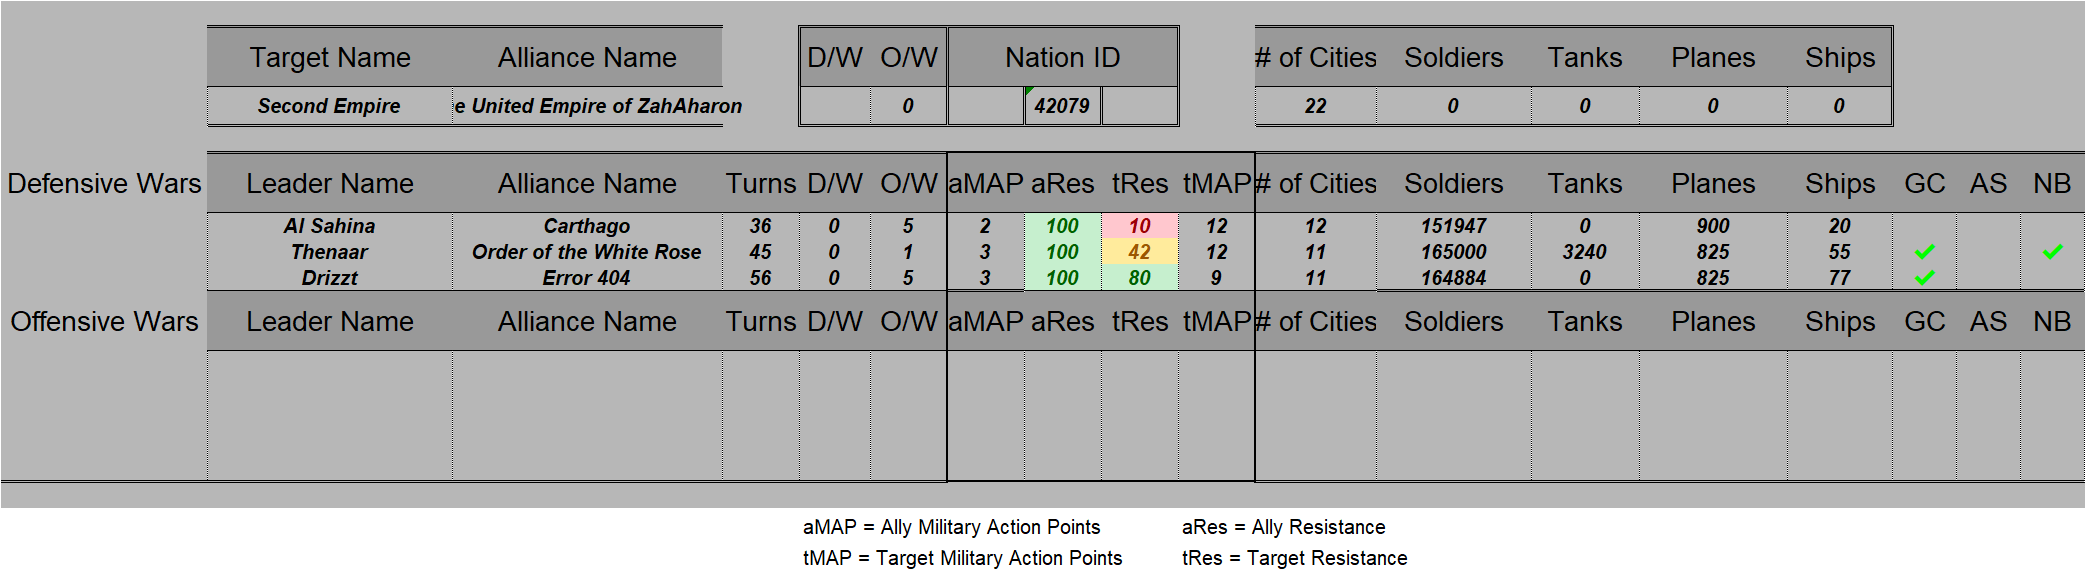 Target Name Alliance Name D/W O/W Nation ID # of Cities Soldiers Tanks Planes Ships
Second Empire e United Empire of ZahAharon 0 42079 22 0 0 0 0
Defensive Wars Leader Name Alliance Name Turns D/W O/W aMAP aRes tRes tMAP # of Cities Soldiers Tanks Planes Ships GC AS NB
Al Sahina Carthago 36 0 5 2 100 10 12 12 151947 0 900 20
Thenaar Order of the White Rose 45 0 1 3 100 42 12 11 165000 3240 825 55
Drizzt Error 404 56 0 5 3 100 80 9 11 164884 0 825 77
Offensive Wars Leader Name Alliance Name Turns D/W O/W aMAP aRes tRes tMAP # of Cities Soldiers Tanks Planes Ships GC AS NB
aMAP = Ally Military Action Points aRes = Ally Resistance
tMAP = Target Military Action Points tRes = Target Resistance